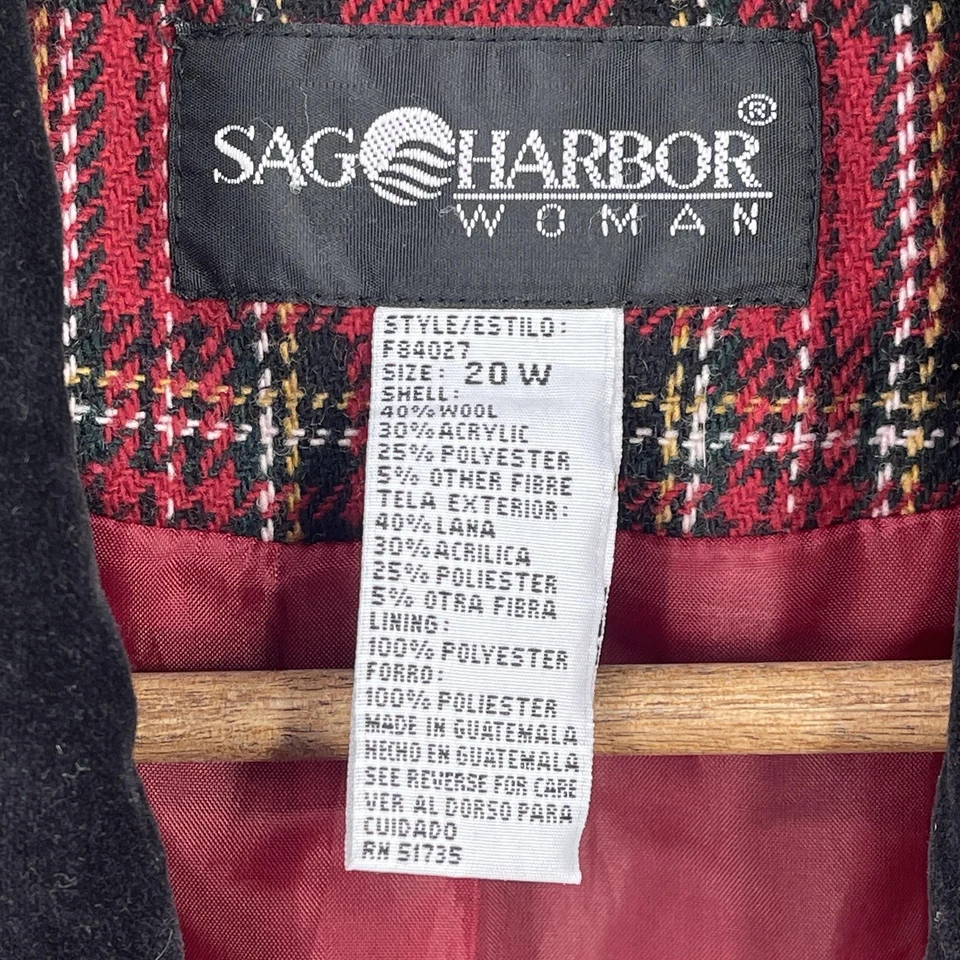 SAG HARBOR®
WOMAN
STYLE/ESTILO:
F84027
SIZE: 20 W
SHELL:
40% WOOL
30% ACRYLIC
25% POLYESTER
5% OTHER FIBRE
TELA EXTERIOR:
40% LANA
30% ACRILICA
25% POLIESTER
5% OTRA FIBRA
LINING:
100% POLYESTER
FORRO:
100% POLIESTER
MADE IN GUATEMALA
HECHO EN GUATEMALA
SEE REVERSE FOR CARE
VER AL DORSO PARA
CUIDADO
RN 51735